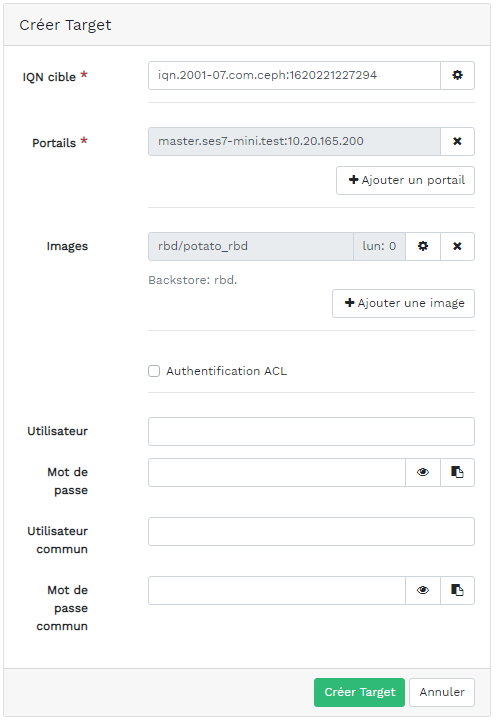 Créer Target
IQN cible *
iqn.2001-07.com.ceph:1620221227294
Portails *
master.ses7-mini.test:10.20.165.200
Ajouter un portail
Images
rbd/potato_rbd
lun: 0
Backstore: rbd.
Ajouter une image
Authentification ACL
Utilisateur
Mot de
passe
Utilisateur
commun
Mot de
passe
commun
Créer Target
Annuler